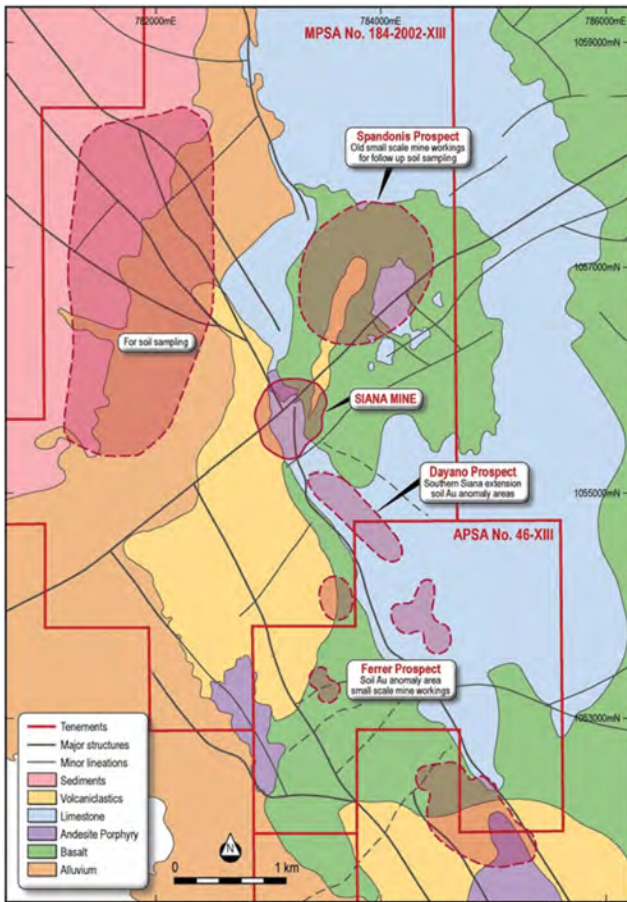 782000mE
784000mE
786000mE
MPSA No. 184-2002-XIII
1059000mN
Spandonis Prospect
Old small scale mine workings
for follow up soil sampling
1057000mN
For soil sampling
SIANA MINE
Dayano Prospect
Southern Siana extension
soil Au anomaly areas
1055000mN
APSA No. 46-XIII
Ferrer Prospect
Soil Au anomaly area
small scale mine workings
1053000mN
Tenements
Major structures
Minor lineations
Sediments
Volcaniclastics
Limestone
Andesite Porphyry
Basalt
Alluvium
N
0 1 km